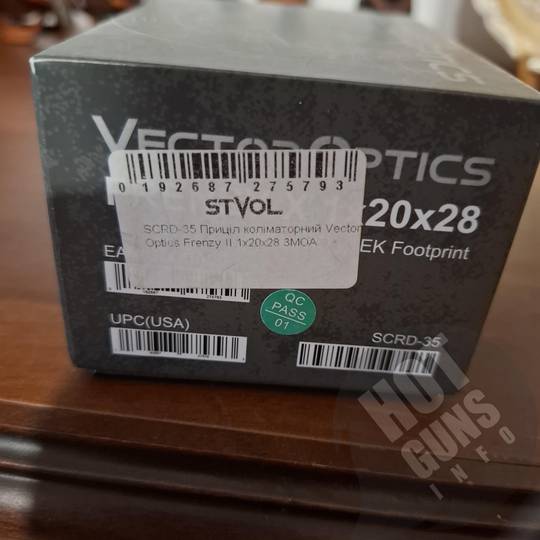 VECTOR OPTICS
x20x28
0 192687 275793
STVOL
SCRD-35 Приціл коліматорний Vector
Optics Frenzy II 1x20x28 3MOA
EK Footprint
QC
PASS
01
UPC(USA)
SCRD-35
HOT
GUNS
INFO